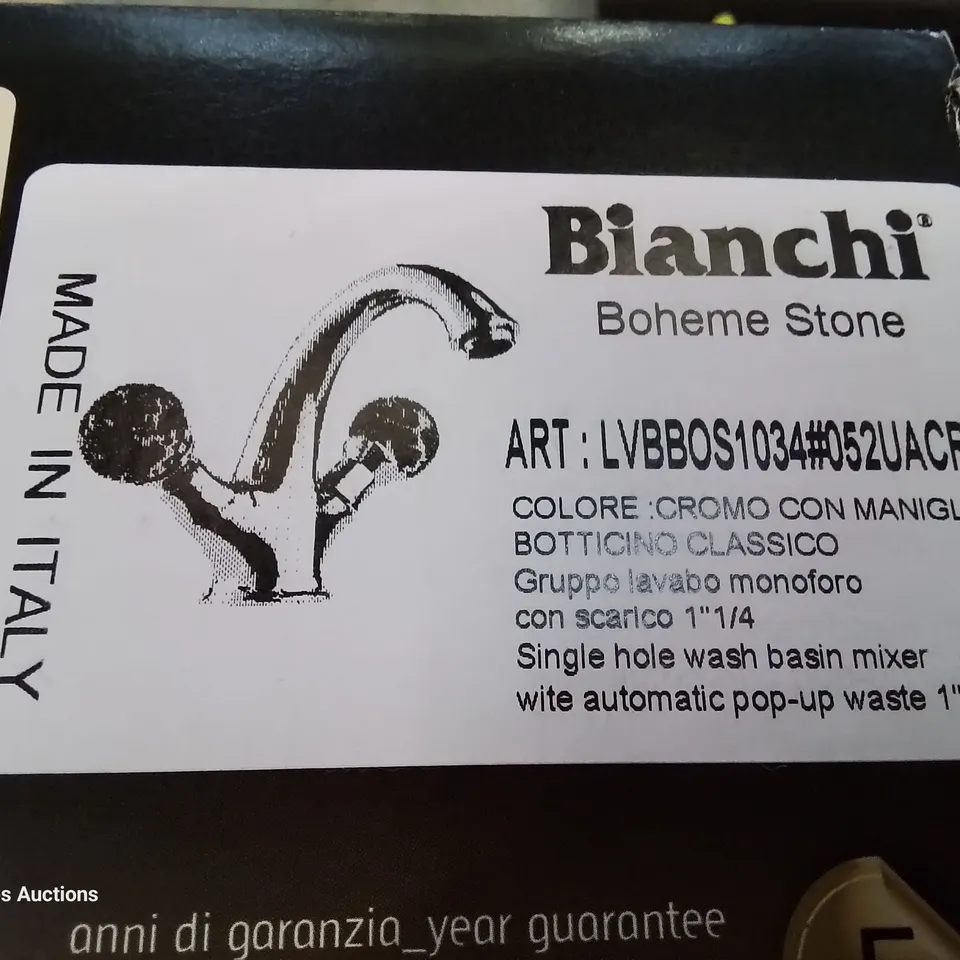 Bianchi®
Boheme Stone
MADE IN ITALY
ART : LVBBOS1034#052UACR
COLORE :CROMO CON MANIGL
BOTTICINO CLASSICO
Gruppo lavabo monoforo
con scarico 1"1/4
Single hole wash basin mixer
wite automatic pop-up waste 1"
s Auctions
anni di garanzia_year guarantee